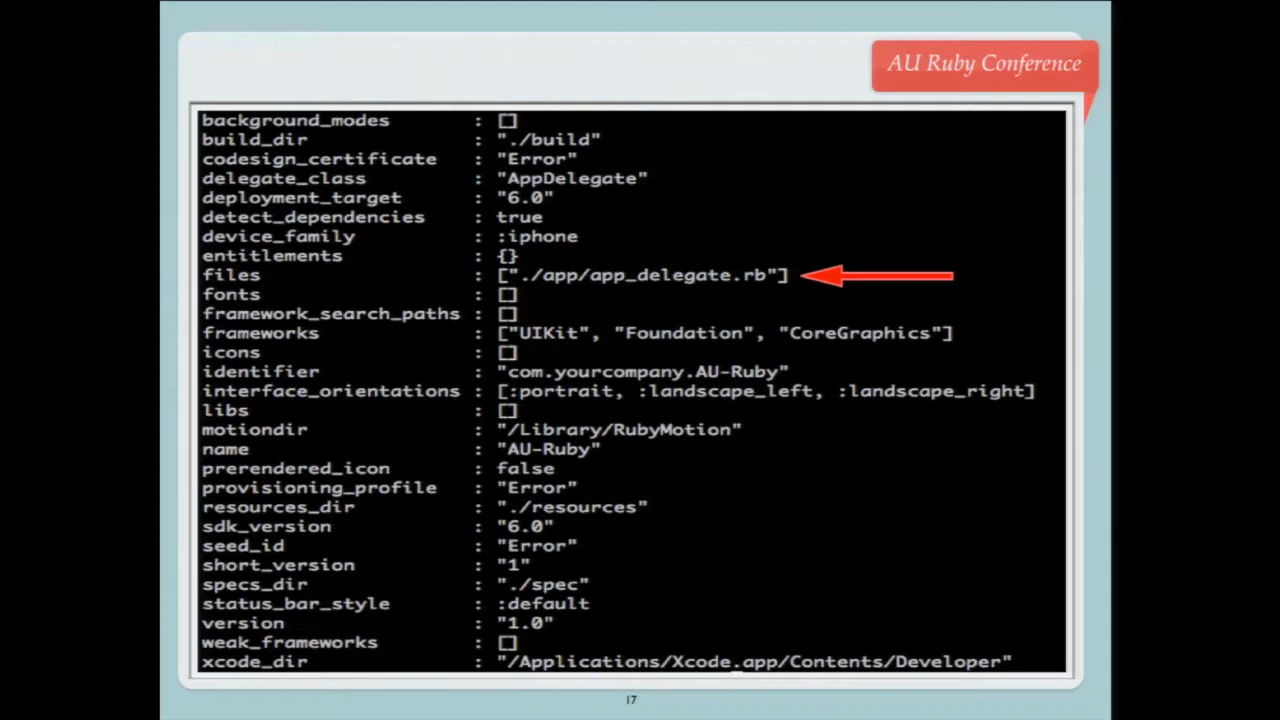 AU Ruby Conference
background_modes : []
build_dir : "./build"
codesign_certificate : "Error"
delegate_class : "AppDelegate"
deployment_target : "6.0"
detect_dependencies : true
device_family : :iphone
entitlements : {}
files : ["./app/app_delegate.rb"]
fonts : []
framework_search_paths : []
frameworks : ["UIKit", "Foundation", "CoreGraphics"]
icons : []
identifier : "com.yourcompany.AU-Ruby"
interface_orientations : [:portrait, :landscape_left, :landscape_right]
libs : []
motiondir : "/Library/RubyMotion"
name : "AU-Ruby"
prerendered_icon : false
provisioning_profile : "Error"
resources_dir : "./resources"
sdk_version : "6.0"
seed_id : "Error"
short_version : "1"
specs_dir : "./spec"
status_bar_style : :default
version : "1.0"
weak_frameworks : []
xcode_dir : "/Applications/Xcode.app/Contents/Developer"
17